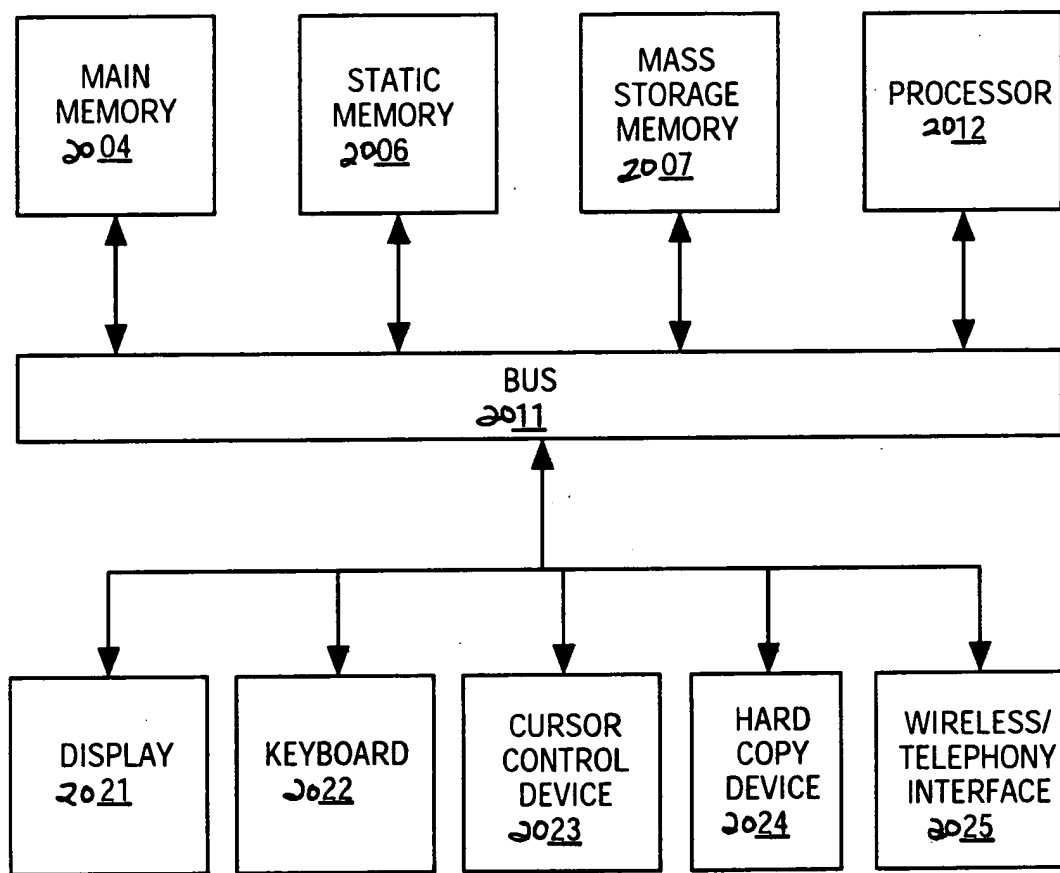 MAIN
MEMORY
2004
STATIC
MEMORY
2006
MASS
STORAGE
MEMORY
2007
PROCESSOR
2012
BUS
2011
DISPLAY
2021
KEYBOARD
2022
CURSOR
CONTROL
DEVICE
2023
HARD
COPY
DEVICE
2024
WIRELESS/
TELEPHONY
INTERFACE
2025